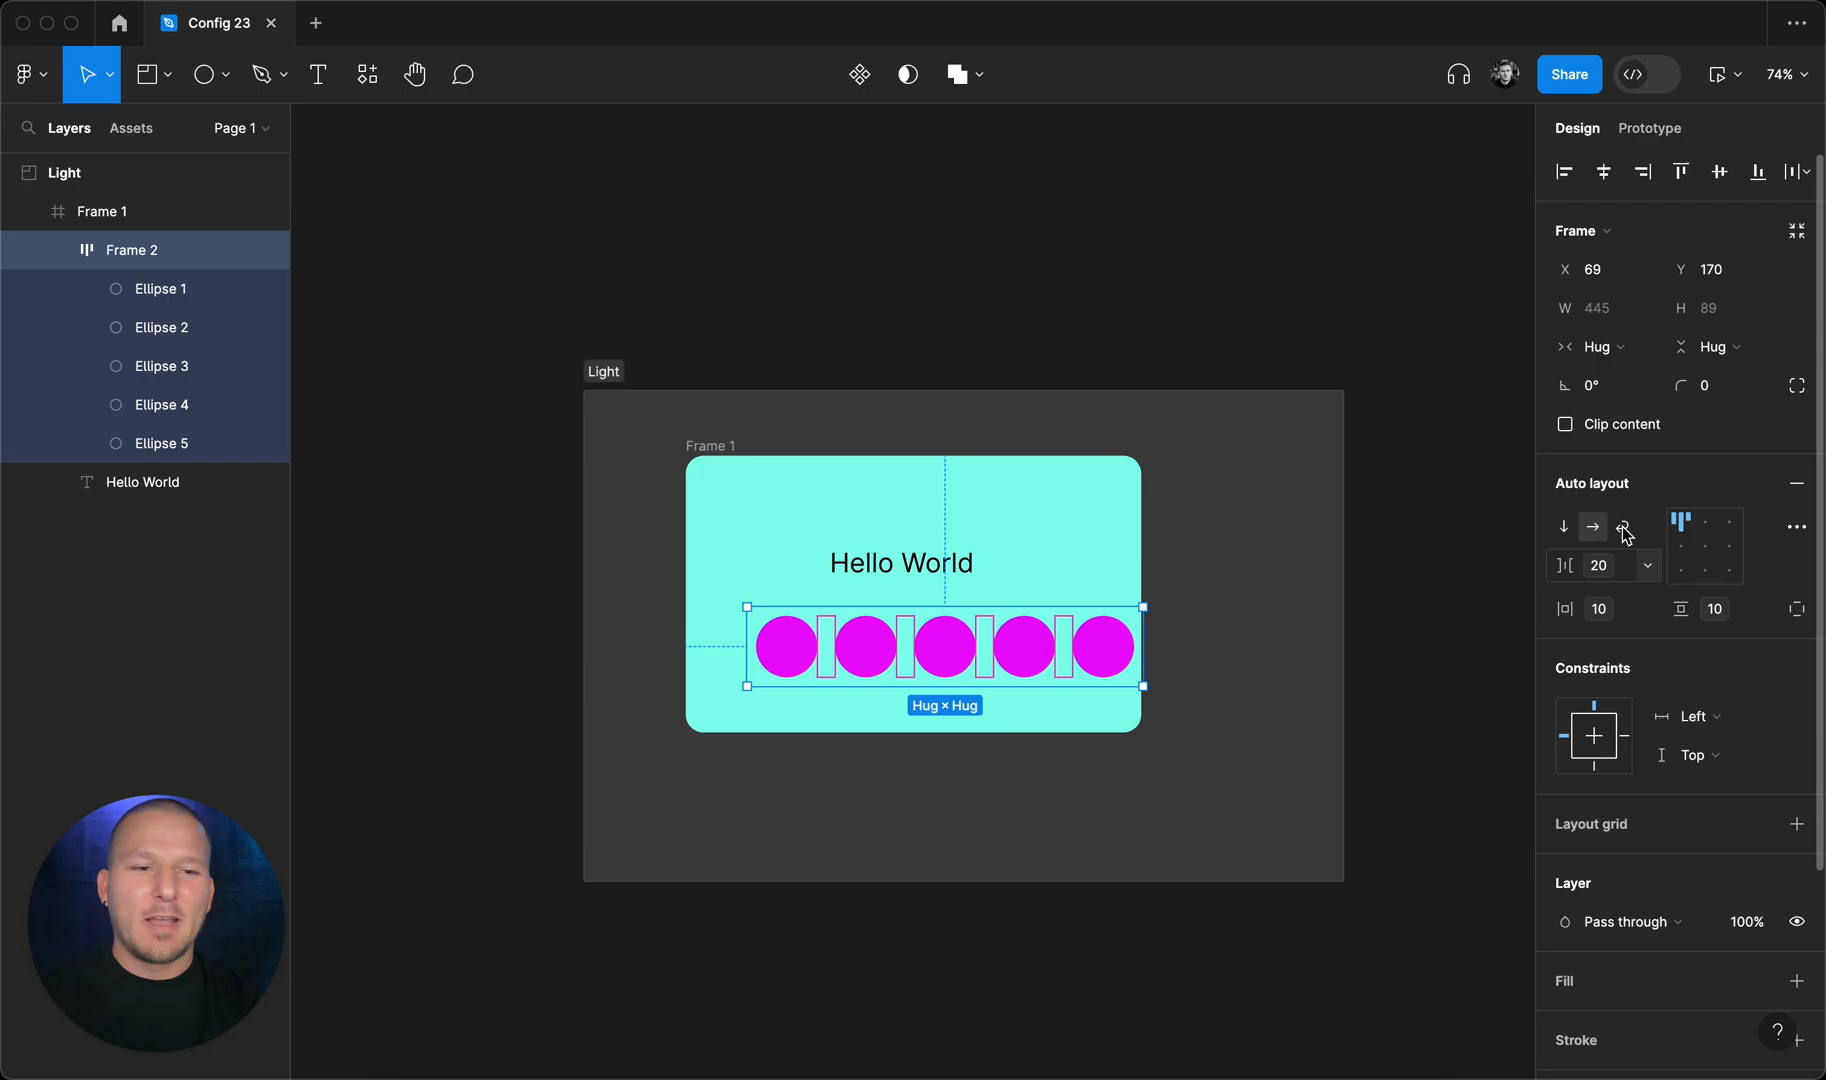 Config 23
Share
74%
Layers
Assets
Page 1
Design
Prototype
Light
Frame 1
Frame 2
Ellipse 1
Ellipse 2
Ellipse 3
Ellipse 4
Ellipse 5
Hello World
Light
Frame 1
Hello World
Hug × Hug
Frame
X 69
Y 170
W 445
H 89
Hug
Hug
0°
0
Clip content
Auto layout
20
10
10
Constraints
Left
Top
Layout grid
Layer
Pass through
100%
Fill
Stroke
?